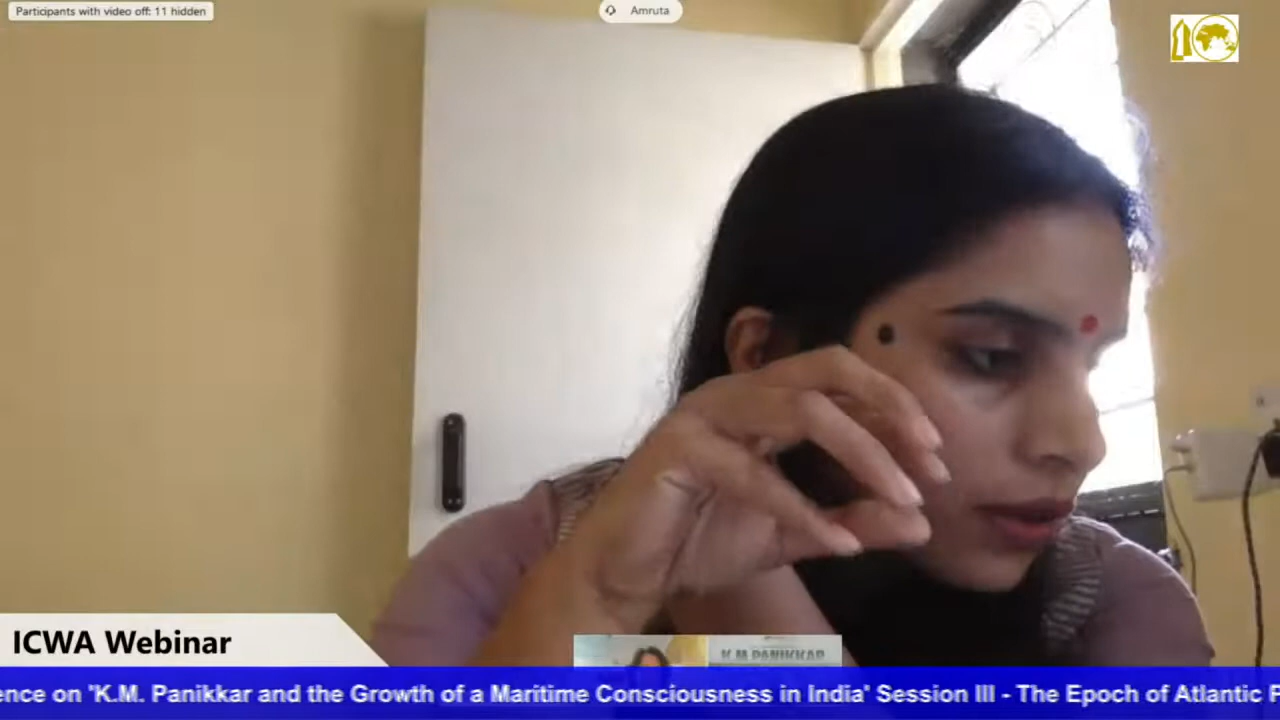 Participants with video off: 11 hidden
Amruta
10
ICWA Webinar
K.M PANIKKAR
ence on 'K.M. Panikkar and the Growth of a Maritime Consciousness in India' Session III - The Epoch of Atlantic